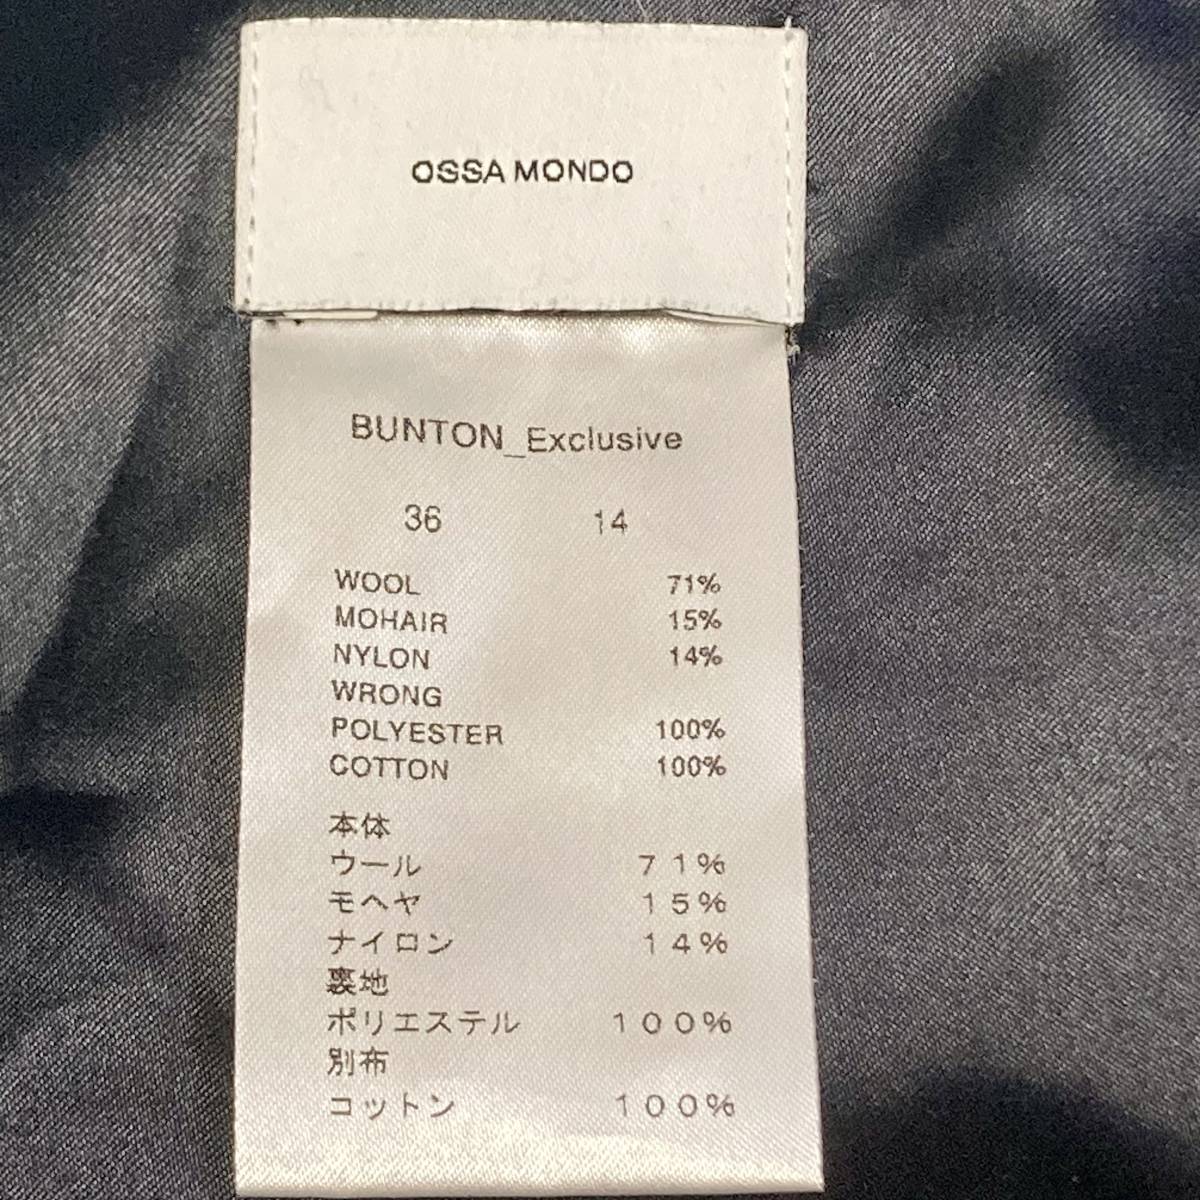 OSSA MONDO
BUNTON_Exclusive
36 14
WOOL 71%
MOHAIR 15%
NYLON 14%
WRONG
POLYESTER 100%
COTTON 100%
本体
ウール 71%
モヘヤ 15%
ナイロン 14%
裏地
ポリエステル 100%
別布
コットン 100%